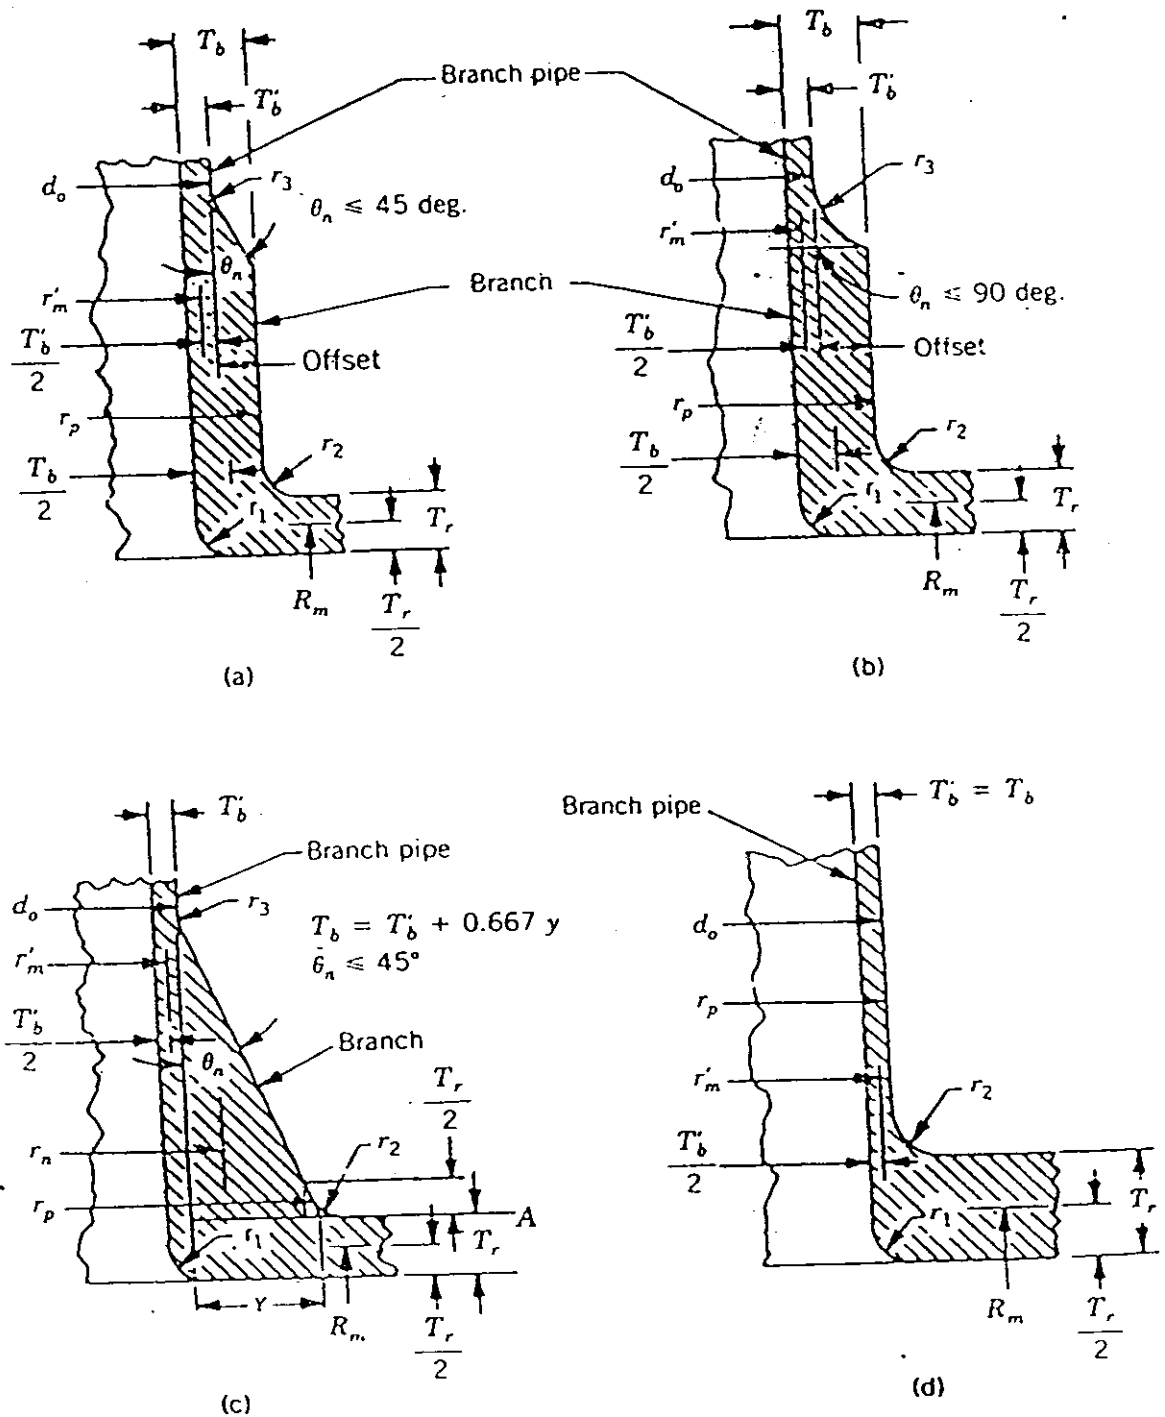 T_b
Branch pipe
T'_b
d_o
r_3
θ_n ≤ 45 deg.
θ_n
r'_m
Branch
T'_b/2
Offset
r_p
r_2
T_b/2
r_1
T_r
R_m
T_r/2
(a)
T_b
T'_b
r_3
d_o
r'_m
θ_n ≤ 90 deg.
T'_b/2
Offset
r_p
r_2
T_b/2
r_1
T_r
R_m
T_r/2
(b)
T'_b
Branch pipe
d_o
r_3
T_b = T'_b + 0.667 y
θ_n ≤ 45°
r'_m
T'_b/2
θ_n
Branch
T_r/2
r_n
r_2
r_p
A
r_1
T_r
Y
R_m
T_r/2
(c)
T'_b = T_b
Branch pipe
d_o
r_p
r'_m
r_2
T'_b/2
T_r
r_1
R_m
T_r/2
(d)